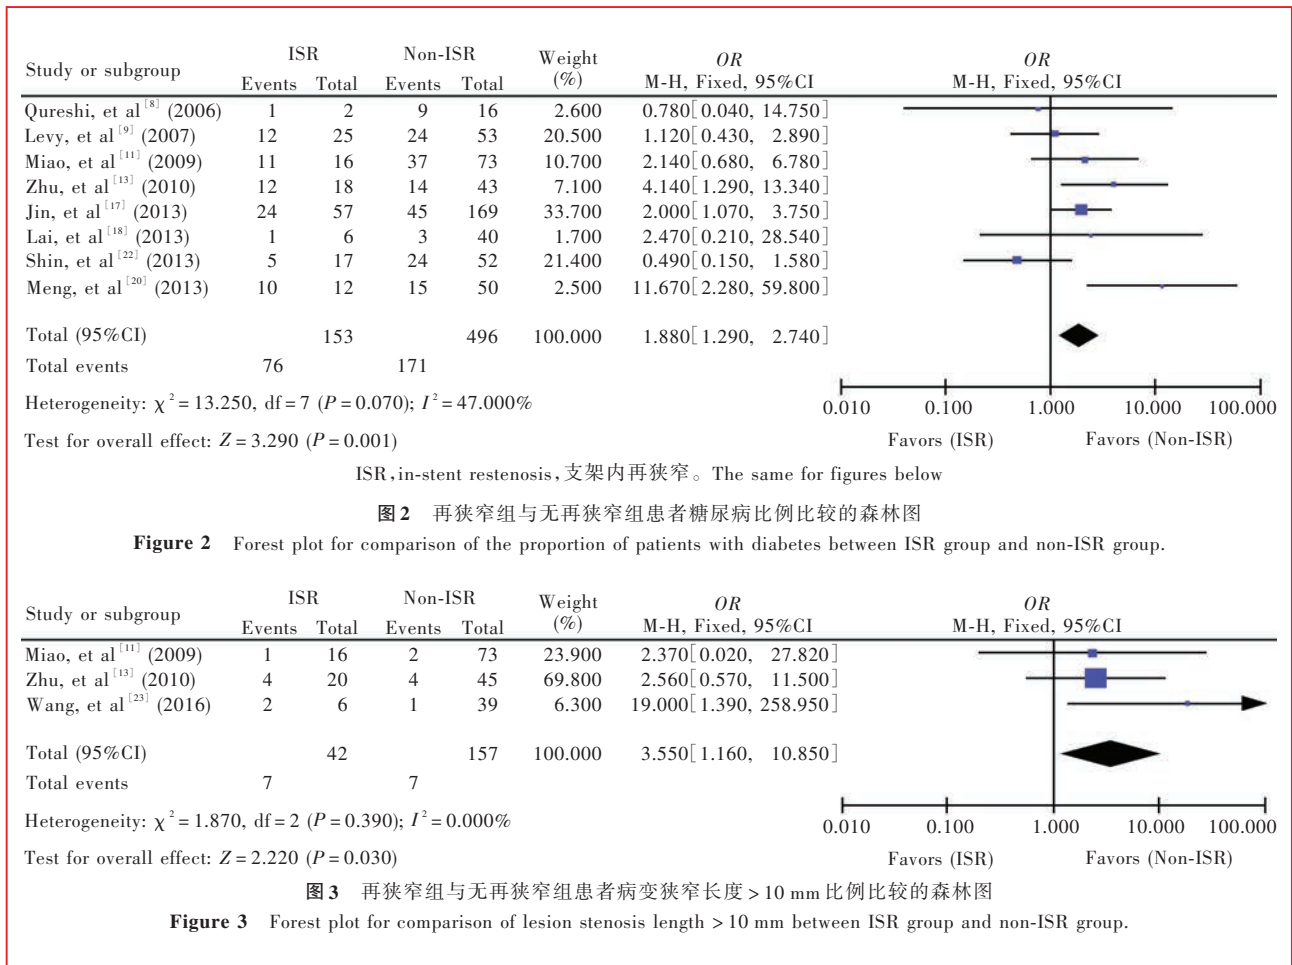 Study or subgroup ISR Non-ISR Weight (%) OR M-H, Fixed, 95%CI OR M-H, Fixed, 95%CI
Events Total Events Total
Qureshi, et al[8] (2006) 1 2 9 16 2.600 0.780[0.040, 14.750]
Levy, et al[9] (2007) 12 25 24 53 20.500 1.120[0.430, 2.890]
Miao, et al[11] (2009) 11 16 37 73 10.700 2.140[0.680, 6.780]
Zhu, et al[13] (2010) 12 18 14 43 7.100 4.140[1.290, 13.340]
Jin, et al[17] (2013) 24 57 45 169 33.700 2.000[1.070, 3.750]
Lai, et al[18] (2013) 1 6 3 40 1.700 2.470[0.210, 28.540]
Shin, et al[22] (2013) 5 17 24 52 21.400 0.490[0.150, 1.580]
Meng, et al[20] (2013) 10 12 15 50 2.500 11.670[2.280, 59.800]
Total (95%CI) 153 496 100.000 1.880[1.290, 2.740]
Total events 76 171
Heterogeneity: χ²=13.250, df=7 (P=0.070); I²=47.000%
0.010 0.100 1.000 10.000 100.000
Test for overall effect: Z=3.290 (P=0.001)
Favors (ISR) Favors (Non-ISR)
ISR,in-stent restenosis,支架内再狭窄。The same for figures below
图2 再狭窄组与无再狭窄组患者糖尿病比例比较的森林图
Figure 2 Forest plot for comparison of the proportion of patients with diabetes between ISR group and non-ISR group.
Study or subgroup ISR Non-ISR Weight (%) OR M-H, Fixed, 95%CI OR M-H, Fixed, 95%CI
Events Total Events Total
Miao, et al[11] (2009) 1 16 2 73 23.900 2.370[0.020, 27.820]
Zhu, et al[13] (2010) 4 20 4 45 69.800 2.560[0.570, 11.500]
Wang, et al[23] (2016) 2 6 1 39 6.300 19.000[1.390, 258.950]
Total (95%CI) 42 157 100.000 3.550[1.160, 10.850]
Total events 7 7
Heterogeneity: χ²=1.870, df=2 (P=0.390); I²=0.000%
0.010 0.100 1.000 10.000 100.000
Test for overall effect: Z=2.220 (P=0.030)
Favors (ISR) Favors (Non-ISR)
图3 再狭窄组与无再狭窄组患者病变狭窄长度>10 mm比例比较的森林图
Figure 3 Forest plot for comparison of lesion stenosis length >10 mm between ISR group and non-ISR group.